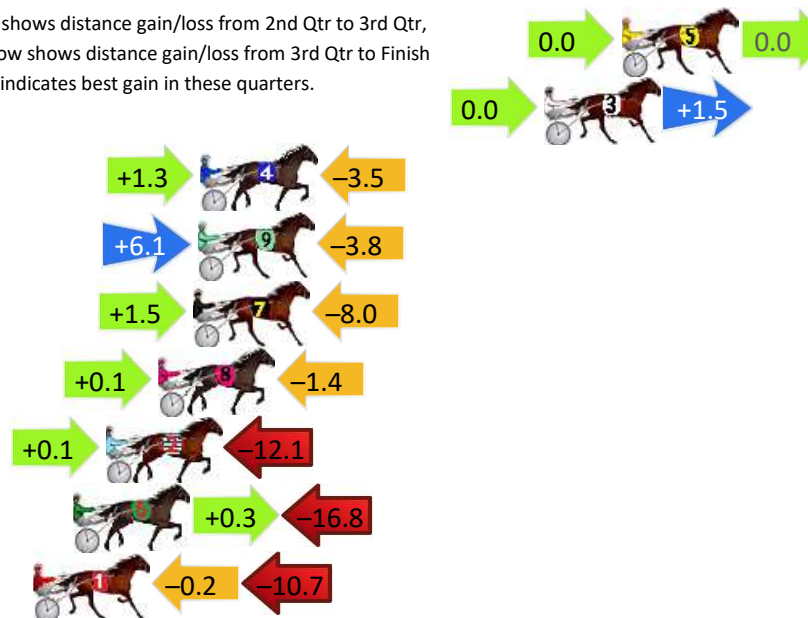 shows distance gain/loss from 2nd Qtr to 3rd Qtr,
ow shows distance gain/loss from 3rd Qtr to Finish
indicates best gain in these quarters.
0.0 5 0.0
0.0 3 +1.5
+1.3 4 –3.5
+6.1 9 –3.8
+1.5 7 –8.0
+0.1 8 –1.4
+0.1 2 –12.1
6 +0.3 –16.8
1 –0.2 –10.7